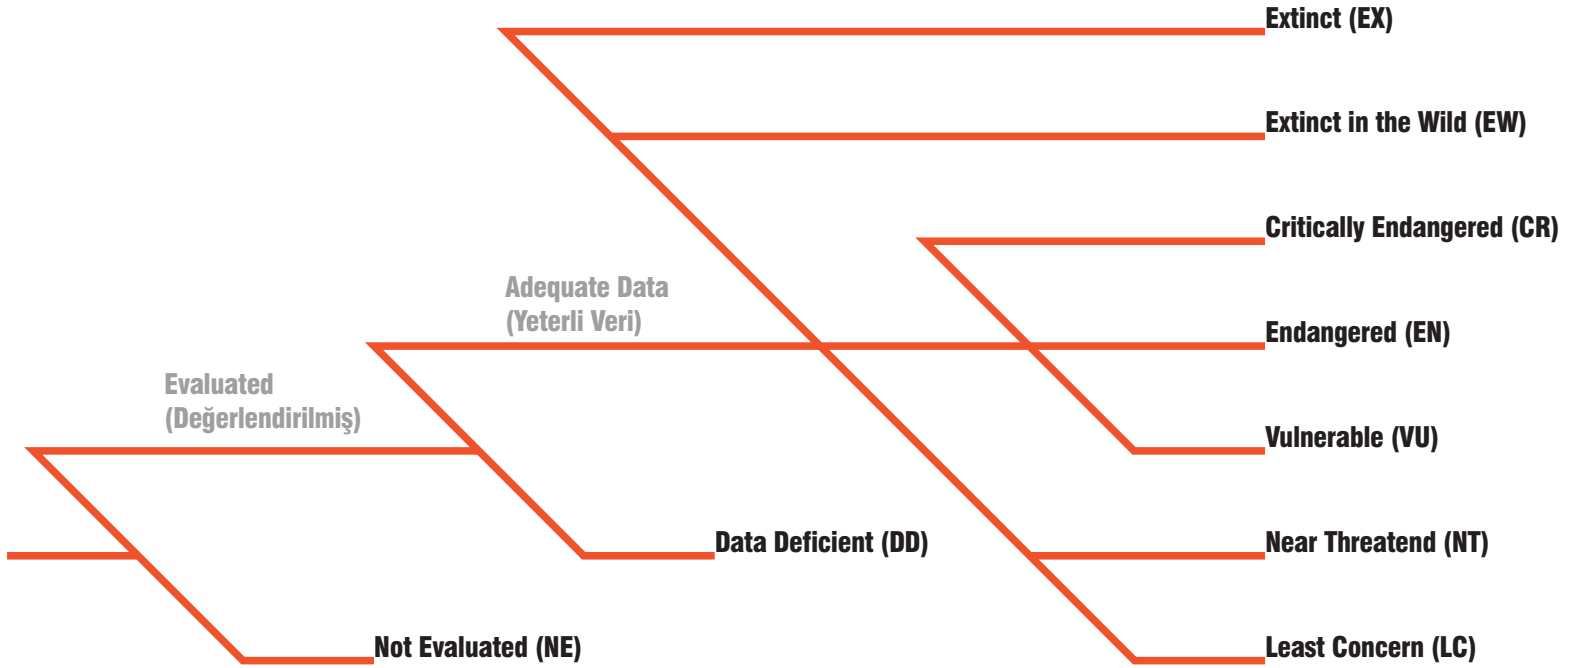 Extinct (EX)
Extinct in the Wild (EW)
Critically Endangered (CR)
Adequate Data
(Yeterli Veri)
Endangered (EN)
Evaluated
(Değerlendirilmiş)
Vulnerable (VU)
Data Deficient (DD)
Near Threatend (NT)
Not Evaluated (NE)
Least Concern (LC)